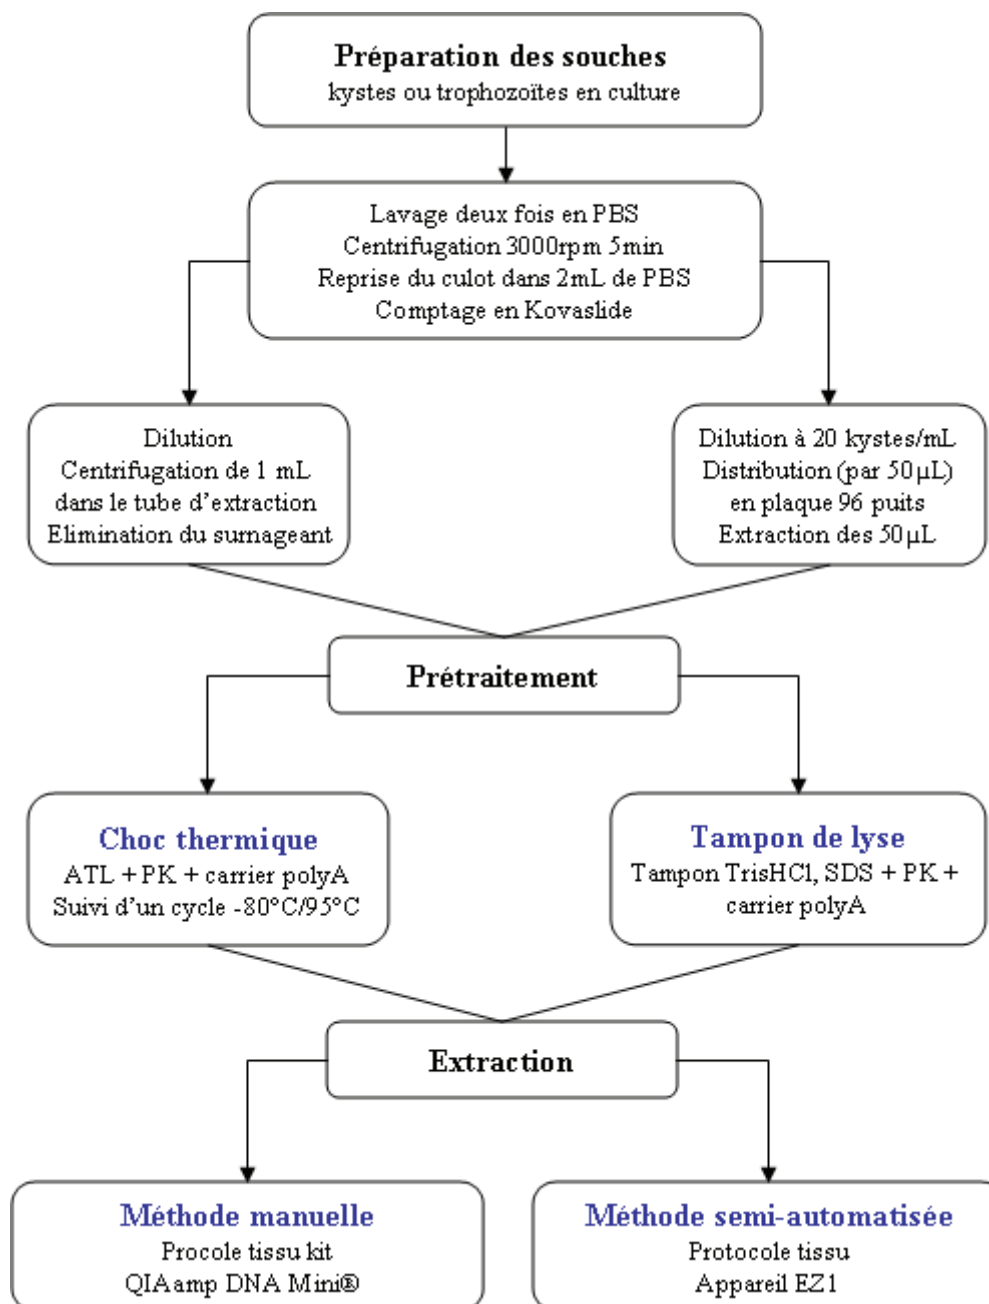 Préparation des souches
kystes ou trophozoïtes en culture
Lavage deux fois en PBS
Centrifugation 3000rpm 5min
Reprise du culot dans 2mL de PBS
Comptage en Kovaslide
Dilution
Centrifugation de 1 mL
dans le tube d'extraction
Elimination du surnageant
Dilution à 20 kystes/mL
Distribution (par 50µL)
en plaque 96 puits
Extraction des 50µL
Prétraitement
Choc thermique
ATL + PK + carrier polyA
Suivi d'un cycle -80°C/95°C
Tampon de lyse
Tampon TrisHCl, SDS + PK +
carrier polyA
Extraction
Méthode manuelle
Procole tissu kit
QIAamp DNA Mini®
Méthode semi-automatisée
Protocole tissu
Appareil EZ1